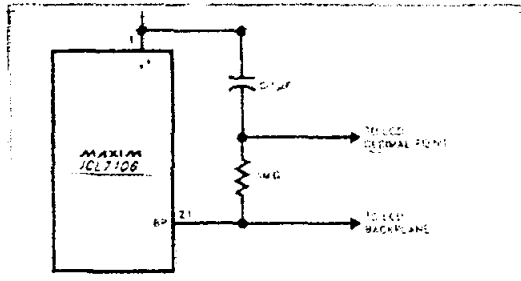 1
V+
0.1µF
TO LCD
DECIMAL POINT
MAXIM
ICL7106
1MΩ
BP
21
TO LCD
BACKPLANE